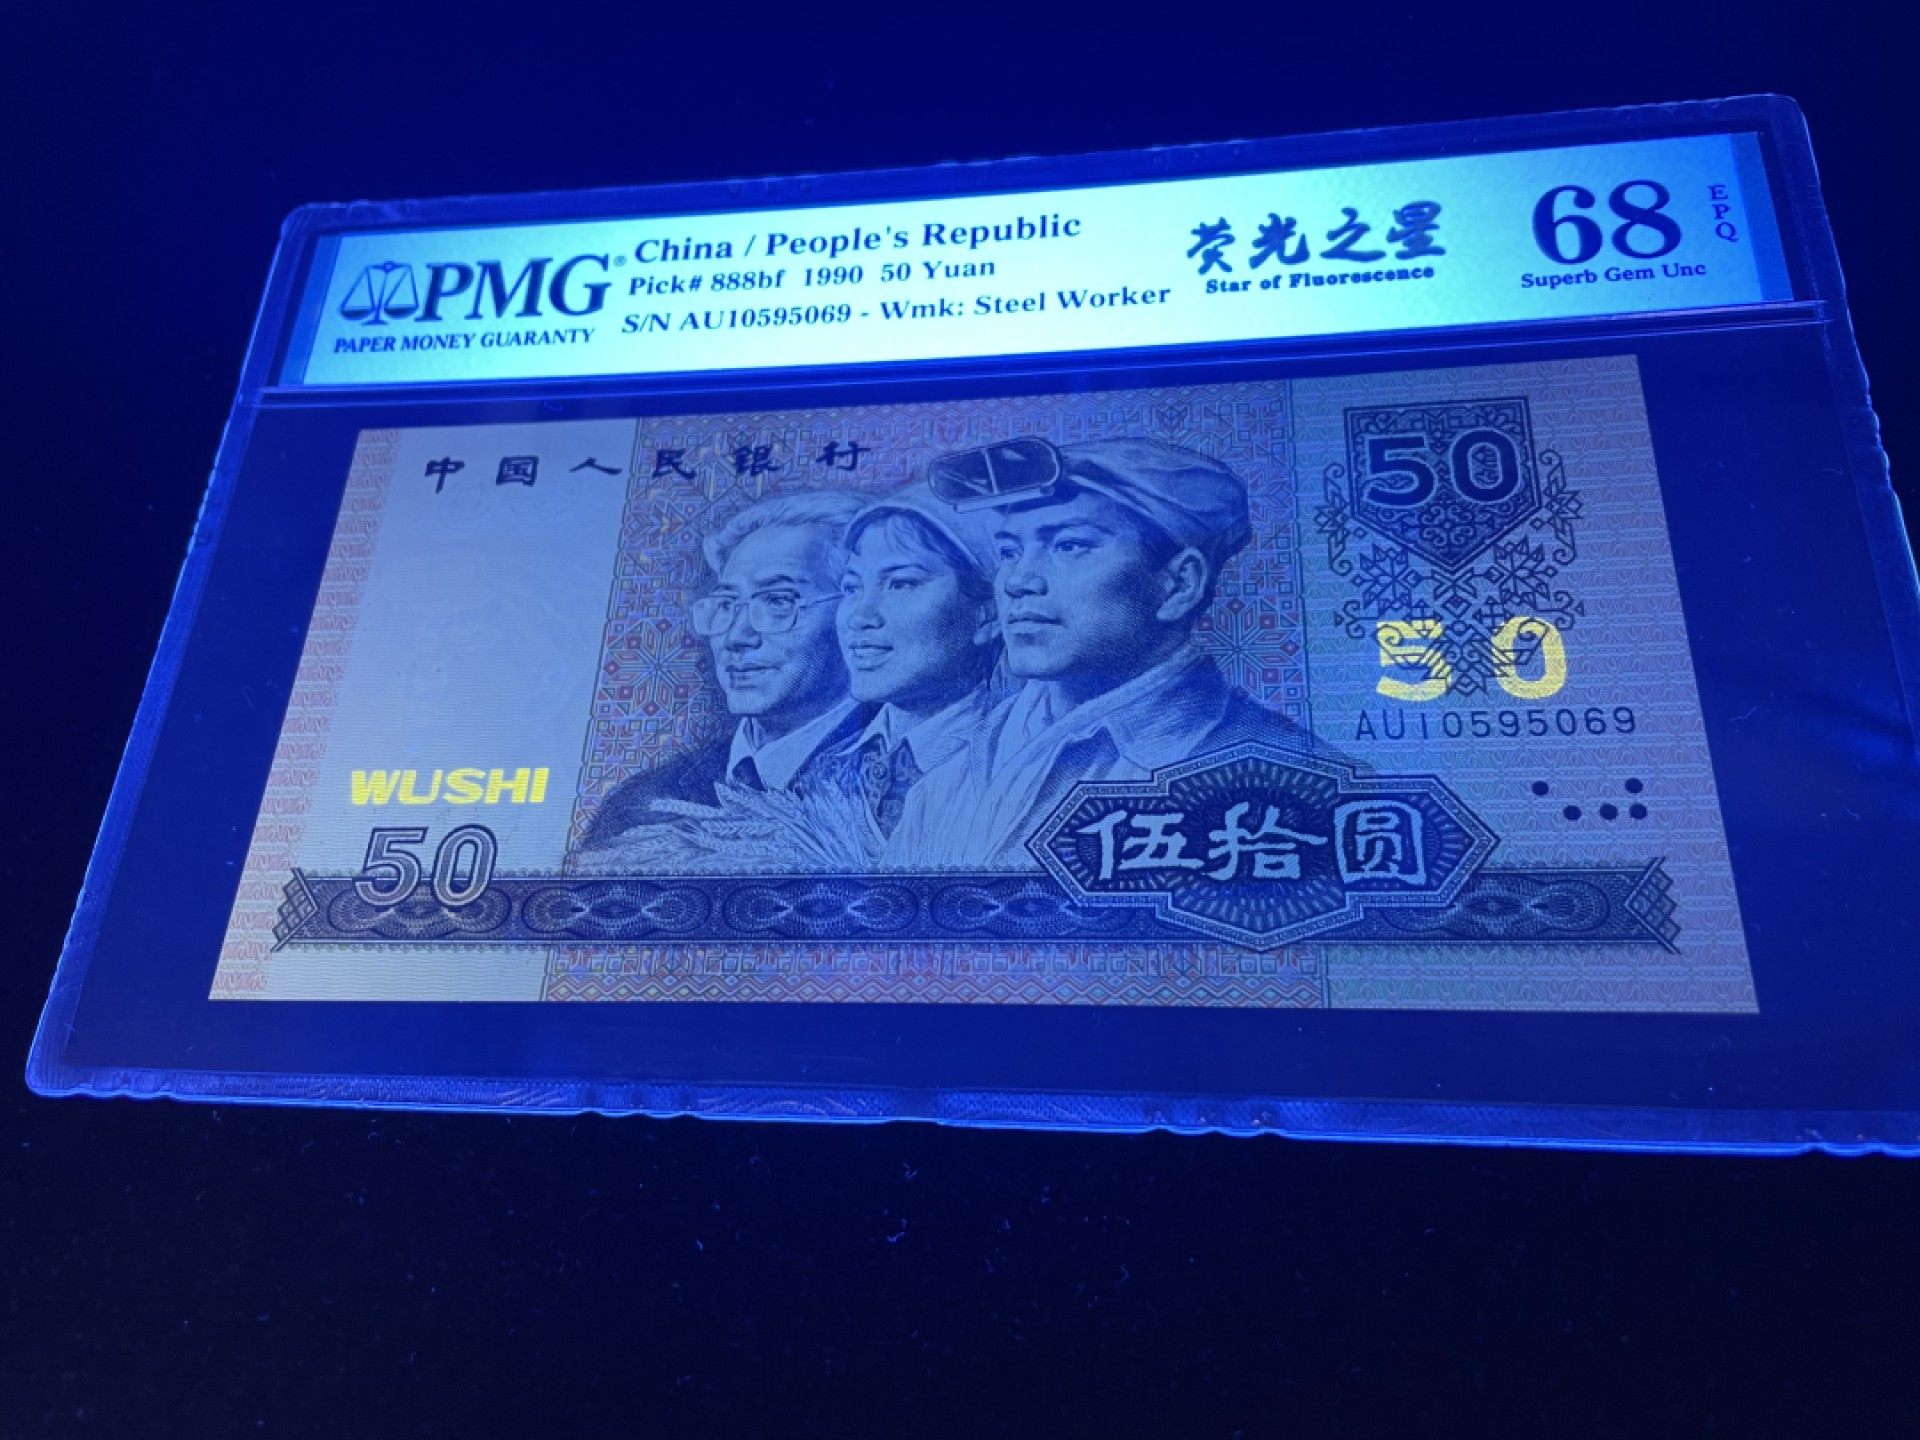 PMG®
PAPER MONEY GUARANTY
China / People's Republic
Pick# 888bf 1990 50 Yuan
S/N AU10595069 - Wmk: Steel Worker
荧光之星
Star of Fluorescence
68
EPQ
Superb Gem Unc
中国人民银行
50
50
AU10595069
WUSHI
50
伍拾圆